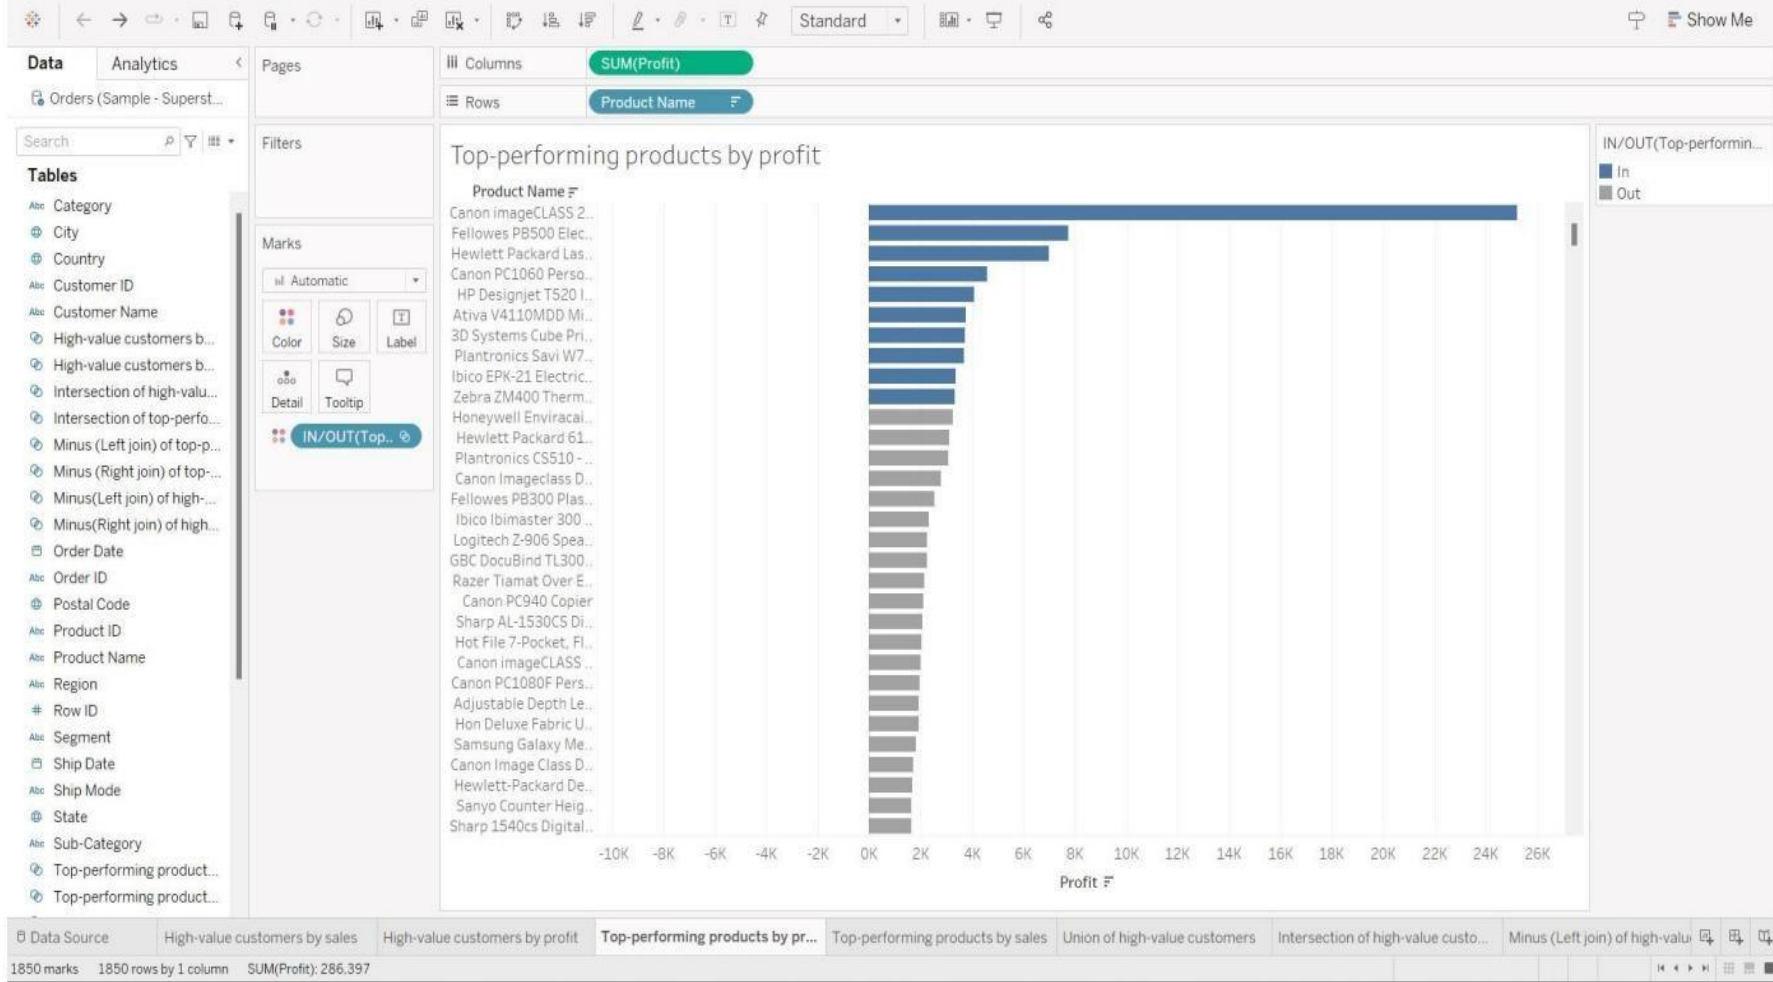 Standard
Show Me
Data
Analytics
Orders (Sample - Superst...
Search
Tables
Abc Category
City
Country
Abc Customer ID
Abc Customer Name
High-value customers b...
High-value customers b...
Intersection of high-valu...
Intersection of top-perfo...
Minus (Left join) of top-p...
Minus (Right join) of top-...
Minus(Left join) of high-...
Minus(Right join) of high...
Order Date
Abc Order ID
Postal Code
Abc Product ID
Abc Product Name
Abc Region
# Row ID
Abc Segment
Ship Date
Abc Ship Mode
State
Abc Sub-Category
Top-performing product...
Top-performing product...
Pages
Filters
Marks
Automatic
Color
Size
Label
Detail
Tooltip
IN/OUT(Top..
Columns
SUM(Profit)
Rows
Product Name
Top-performing products by profit
Product Name
Canon imageCLASS 2..
Fellowes PB500 Elec..
Hewlett Packard Las..
Canon PC1060 Perso..
HP Designjet T520 I..
Ativa V4110MDD Mi..
3D Systems Cube Pri..
Plantronics Savi W7..
Ibico EPK-21 Electric..
Zebra ZM400 Therm..
Honeywell Enviracai..
Hewlett Packard 61..
Plantronics CS510 - ..
Canon Imageclass D..
Fellowes PB300 Plas..
Ibico Ibimaster 300 ..
Logitech Z-906 Spea..
GBC DocuBind TL300..
Razer Tiamat Over E..
Canon PC940 Copier
Sharp AL-1530CS Di..
Hot File 7-Pocket, Fl..
Canon imageCLASS ..
Canon PC1080F Pers..
Adjustable Depth Le..
Hon Deluxe Fabric U..
Samsung Galaxy Me..
Canon Image Class D..
Hewlett-Packard De..
Sanyo Counter Heig..
Sharp 1540cs Digital..
-10K -8K -6K -4K -2K 0K 2K 4K 6K 8K 10K 12K 14K 16K 18K 20K 22K 24K 26K
Profit
IN/OUT(Top-performin...
In
Out
Data Source
High-value customers by sales
High-value customers by profit
Top-performing products by pr...
Top-performing products by sales
Union of high-value customers
Intersection of high-value custo...
Minus (Left join) of high-valu
1850 marks 1850 rows by 1 column SUM(Profit): 286,397